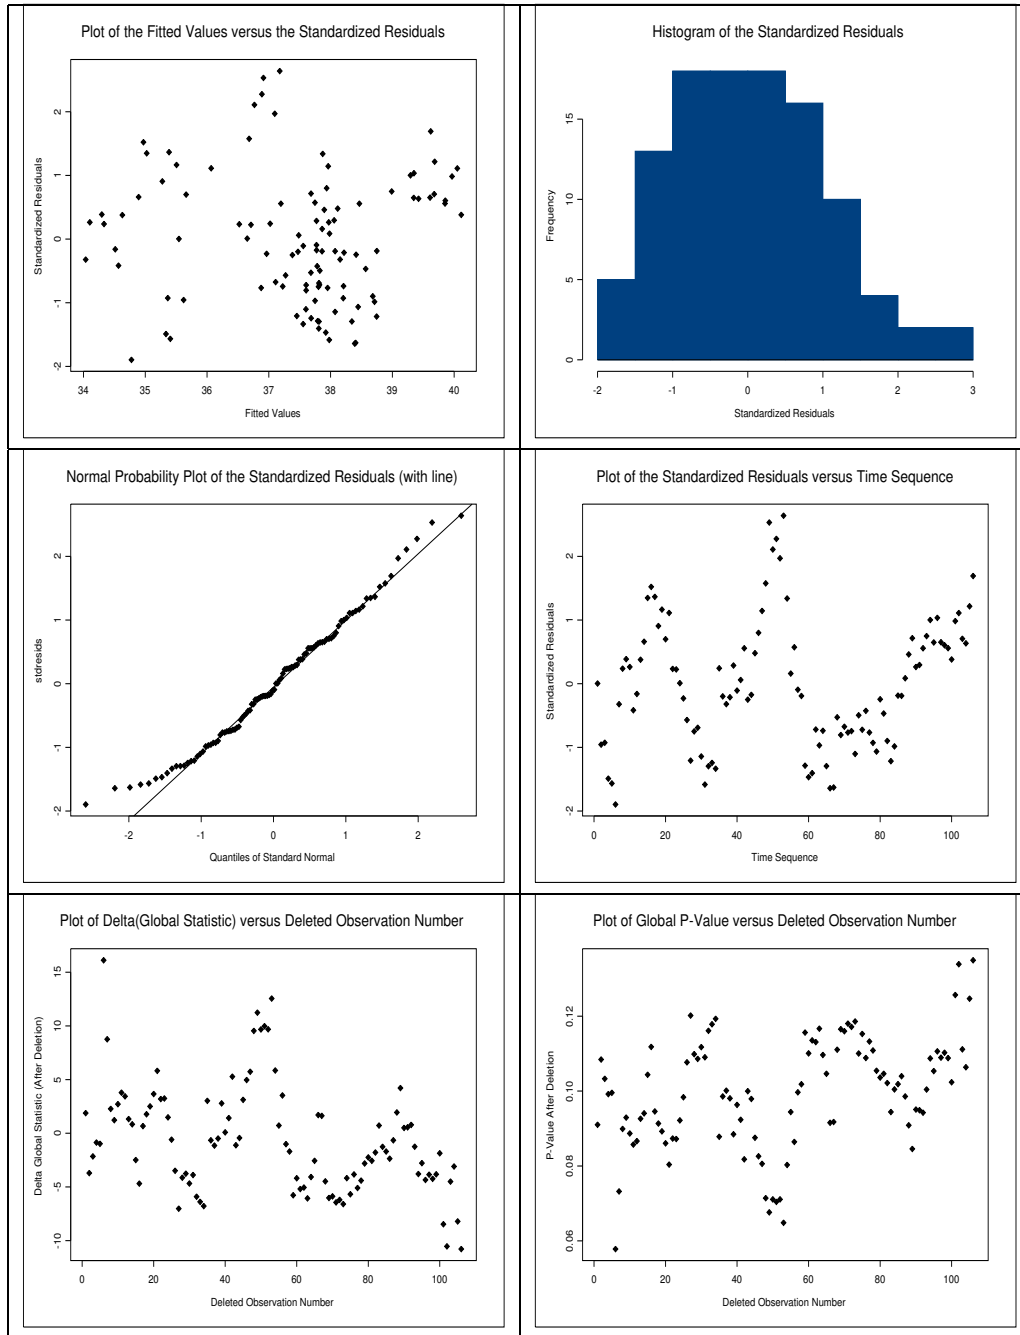 Plot of the Fitted Values versus the Standardized Residuals
Standardized Residuals
2
1
0
-1
-2
34 35 36 37 38 39 40
Fitted Values
Histogram of the Standardized Residuals
Frequency
15
10
5
0
-2 -1 0 1 2 3
Standardized Residuals
Normal Probability Plot of the Standardized Residuals (with line)
stdresids
2
1
0
-1
-2
-2 -1 0 1 2
Quantiles of Standard Normal
Plot of the Standardized Residuals versus Time Sequence
Standardized Residuals
2
1
0
-1
-2
0 20 40 60 80 100
Time Sequence
Plot of Delta(Global Statistic) versus Deleted Observation Number
Delta Global Statistic (After Deletion)
15
10
5
0
-5
-10
0 20 40 60 80 100
Deleted Observation Number
Plot of Global P-Value versus Deleted Observation Number
P-Value After Deletion
0.12
0.10
0.08
0.06
0 20 40 60 80 100
Deleted Observation Number